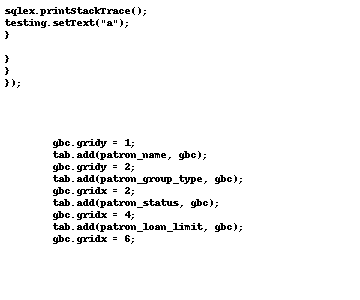 sqlex.printStackTrace();
testing.setText("a");
}
}
}
});
gbc.gridy = 1;
tab.add(patron_name, gbc);
gbc.gridy = 2;
tab.add(patron_group_type, gbc);
gbc.gridx = 2;
tab.add(patron_status, gbc);
gbc.gridx = 4;
tab.add(patron_loan_limit, gbc);
gbc.gridx = 6;